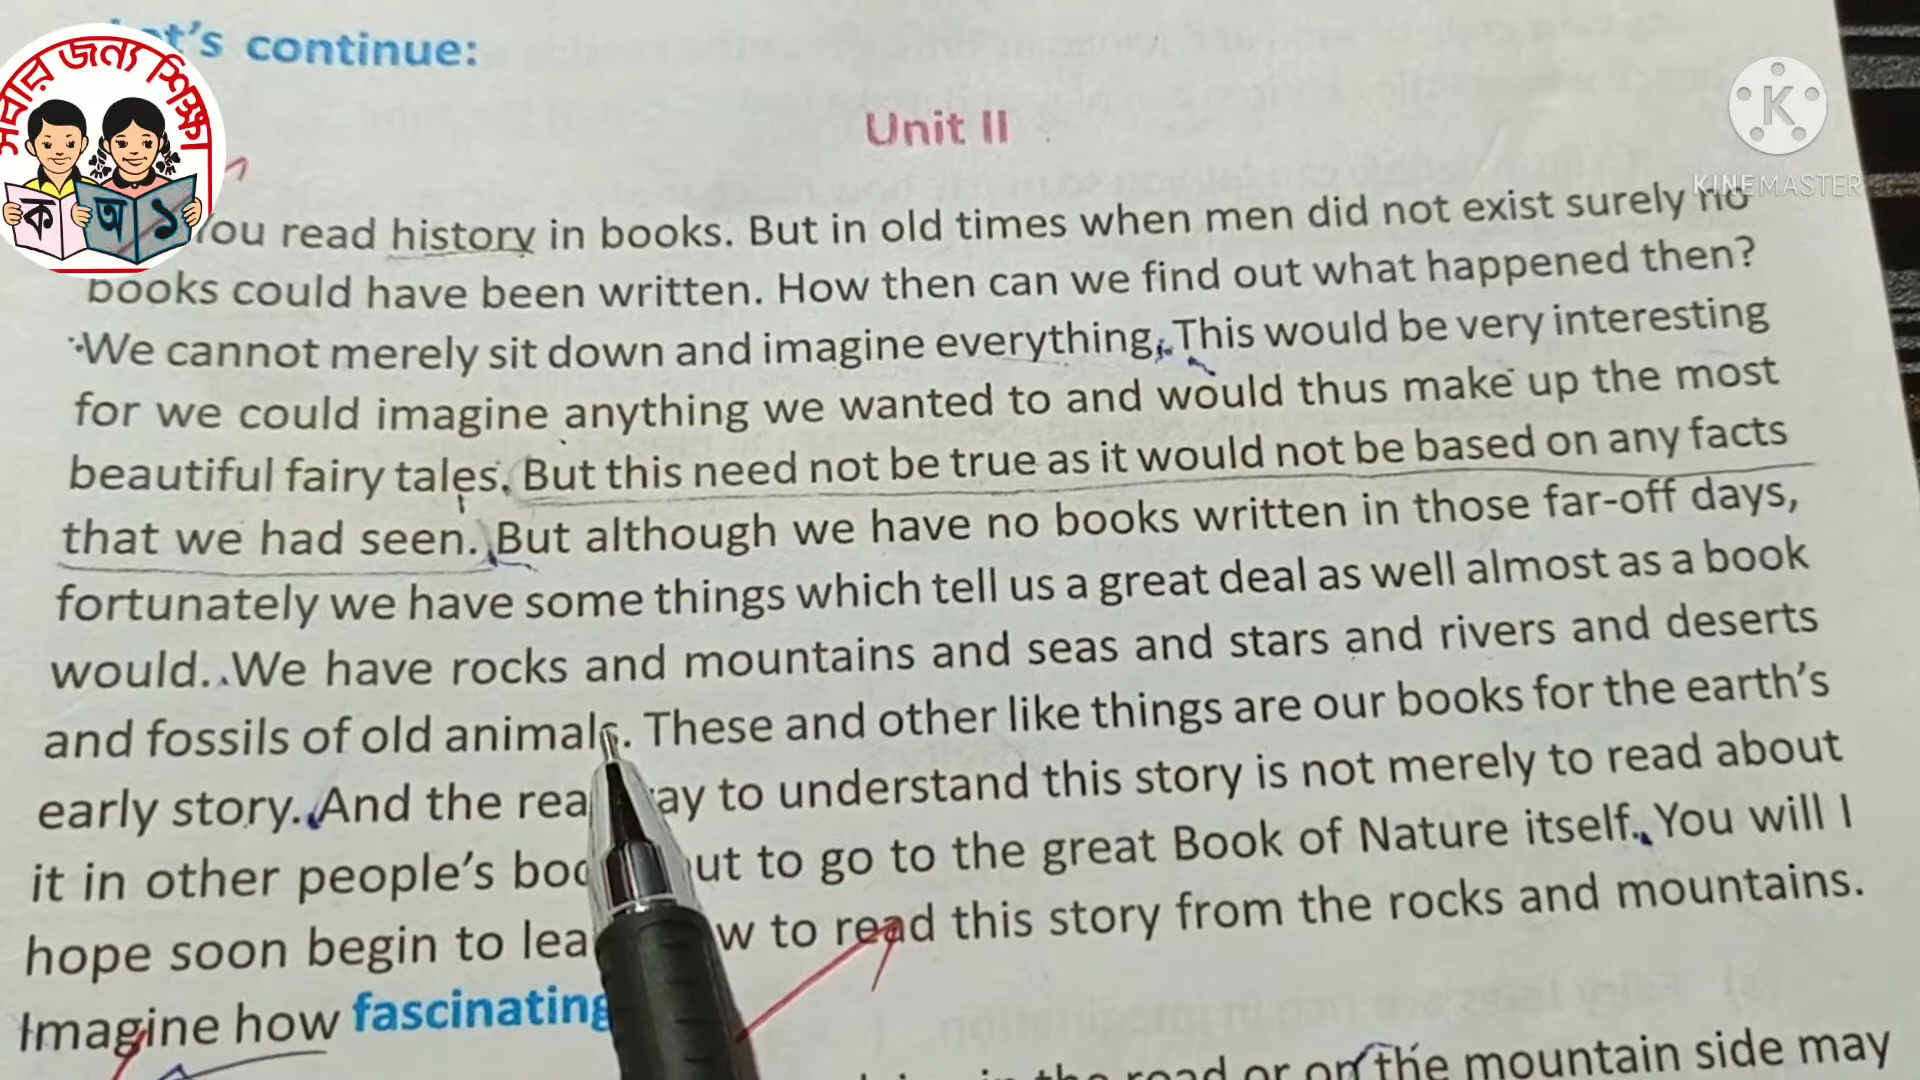 সবার জন্য শিক্ষা
ক অ ১
t's continue:
K
KINEMASTER
Unit II
You read history in books. But in old times when men did not exist surely no
books could have been written. How then can we find out what happened then?
We cannot merely sit down and imagine everything. This would be very interesting
for we could imagine anything we wanted to and would thus make up the most
beautiful fairy tales. But this need not be true as it would not be based on any facts
that we had seen. But although we have no books written in those far-off days,
fortunately we have some things which tell us a great deal as well almost as a book
would. We have rocks and mountains and seas and stars and rivers and deserts
and fossils of old animals. These and other like things are our books for the earth's
early story. And the rea ay to understand this story is not merely to read about
it in other people's boo ut to go to the great Book of Nature itself. You will I
hope soon begin to lea w to read this story from the rocks and mountains.
Imagine how fascinating
in the road or on the mountain side may